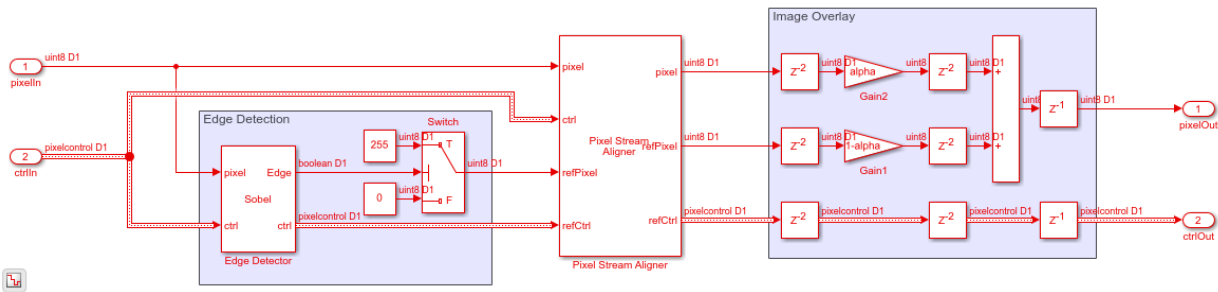 Image Overlay
uint8 D1
1
pixelIn
pixel
pixel
uint8 D1
z-2
uint8 D1
alpha
Gain2
uint8 D1
z-2
uint8 D1
+
uint8 D1
z-1
uint8 D1
1
pixelOut
ctrl
Edge Detection
Switch
255
uint8 D1
T
F
uint8 D1
0
uint8 D1
pixelcontrol D1
2
ctrlIn
pixel
Edge
Sobel
ctrl
ctrl
Edge Detector
boolean D1
pixelcontrol D1
Pixel Stream
Aligner
refPixel
refPixel
uint8 D1
z-2
uint8 D1
1-alpha
Gain1
uint8 D1
z-2
uint8 D1
+
refCtrl
refCtrl
Pixel Stream Aligner
pixelcontrol D1
z-2
pixelcontrol D1
z-2
pixelcontrol D1
z-1
pixelcontrol D1
2
ctrlOut